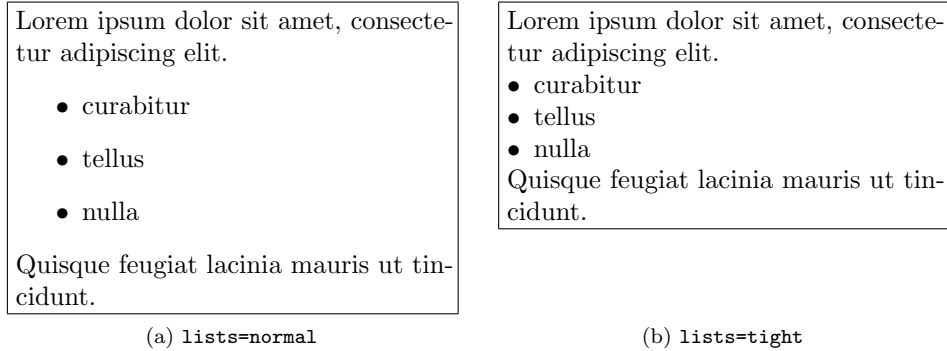 Lorem ipsum dolor sit amet, consecte-
tur adipiscing elit.
• curabitur
• tellus
• nulla
Quisque feugiat lacinia mauris ut tin-
cidunt.
(a) lists=normal
Lorem ipsum dolor sit amet, consecte-
tur adipiscing elit.
• curabitur
• tellus
• nulla
Quisque feugiat lacinia mauris ut tin-
cidunt.
(b) lists=tight